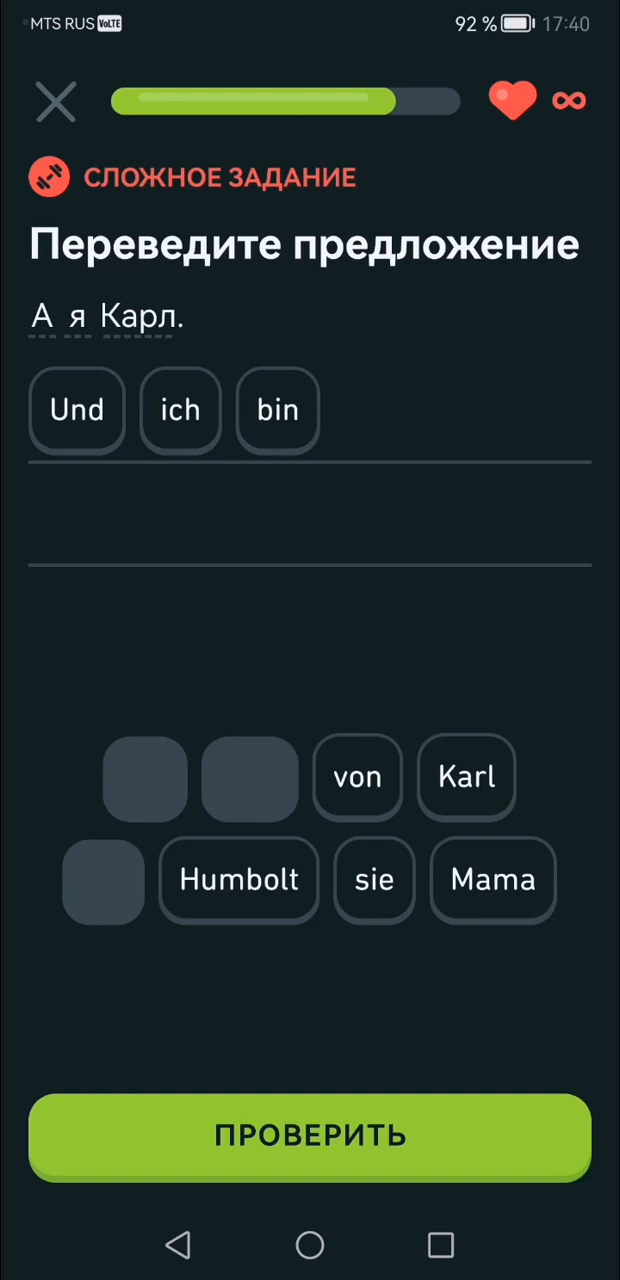 MTS RUS VoLTE 92 % 17:40
СЛОЖНОЕ ЗАДАНИЕ
Переведите предложение
А я Карл.
Und ich bin
von Karl
Humbolt sie Mama
ПРОВЕРИТЬ